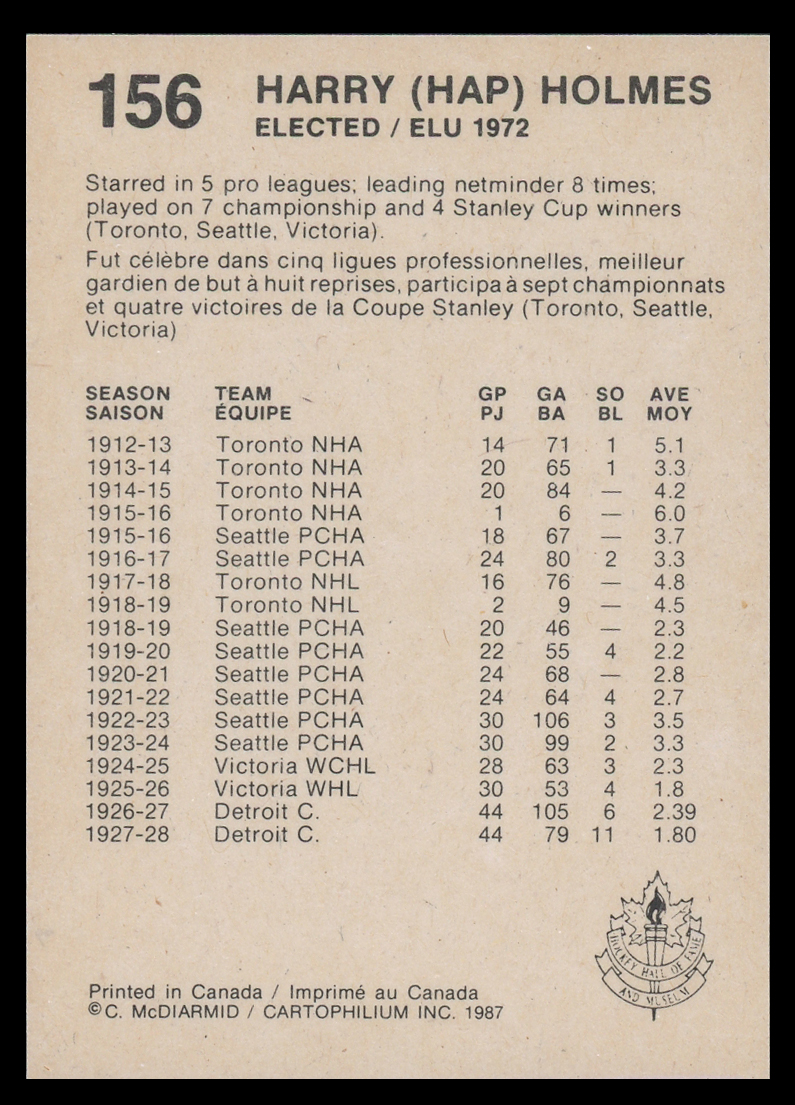 156 HARRY (HAP) HOLMES
ELECTED / ELU 1972
Starred in 5 pro leagues; leading netminder 8 times;
played on 7 championship and 4 Stanley Cup winners
(Toronto, Seattle, Victoria).
Fut célèbre dans cinq ligues professionnelles, meilleur
gardien de but à huit reprises, participa à sept championnats
et quatre victoires de la Coupe Stanley (Toronto, Seattle,
Victoria)
SEASON TEAM GP GA SO AVE
SAISON ÉQUIPE PJ BA BL MOY
1912-13 Toronto NHA 14 71 1 5.1
1913-14 Toronto NHA 20 65 1 3.3
1914-15 Toronto NHA 20 84 — 4.2
1915-16 Toronto NHA 1 6 — 6.0
1915-16 Seattle PCHA 18 67 — 3.7
1916-17 Seattle PCHA 24 80 2 3.3
1917-18 Toronto NHL 16 76 — 4.8
1918-19 Toronto NHL 2 9 — 4.5
1918-19 Seattle PCHA 20 46 — 2.3
1919-20 Seattle PCHA 22 55 4 2.2
1920-21 Seattle PCHA 24 68 — 2.8
1921-22 Seattle PCHA 24 64 4 2.7
1922-23 Seattle PCHA 30 106 3 3.5
1923-24 Seattle PCHA 30 99 2 3.3
1924-25 Victoria WCHL 28 63 3 2.3
1925-26 Victoria WHL 30 53 4 1.8
1926-27 Detroit C. 44 105 6 2.39
1927-28 Detroit C. 44 79 11 1.80
HOCKEY HALL OF FAME
AND MUSEUM
Printed in Canada / Imprimé au Canada
©C. McDIARMID / CARTOPHILIUM INC. 1987